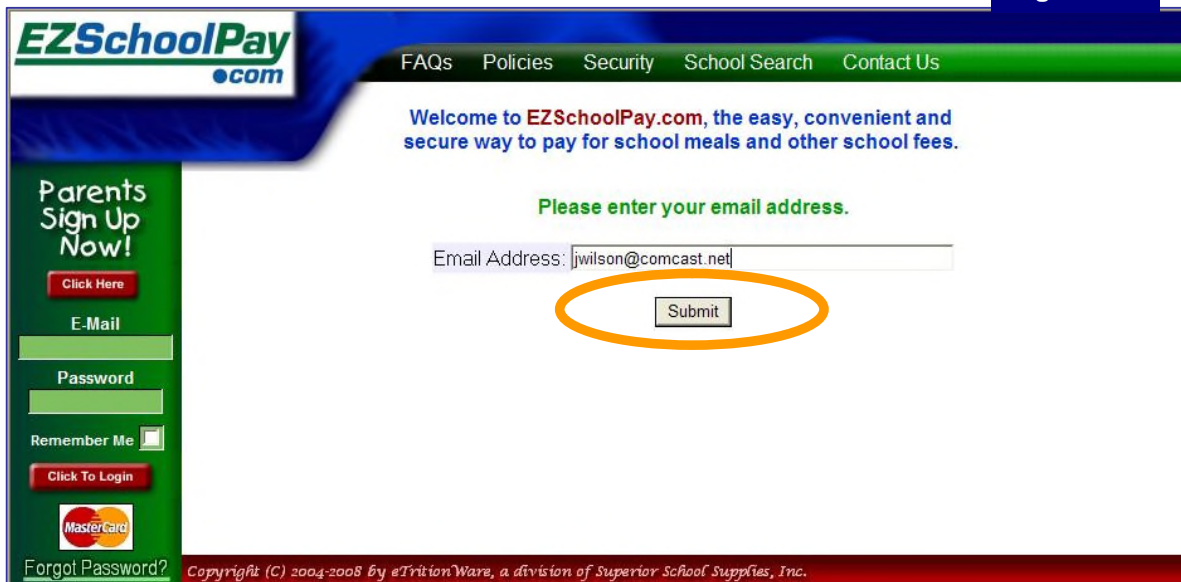 EZSchoolPay
●com
FAQs Policies Security School Search Contact Us
Welcome to EZSchoolPay.com, the easy, convenient and
secure way to pay for school meals and other school fees.
Please enter your email address.
Email Address: jwilson@comcast.net
Submit
Parents
Sign Up
Now!
Click Here
E-Mail
Password
Remember Me
Click To Login
MasterCard
Forgot Password?
Copyright (C) 2004-2008 by eTritionWare, a division of Superior School Supplies, Inc.